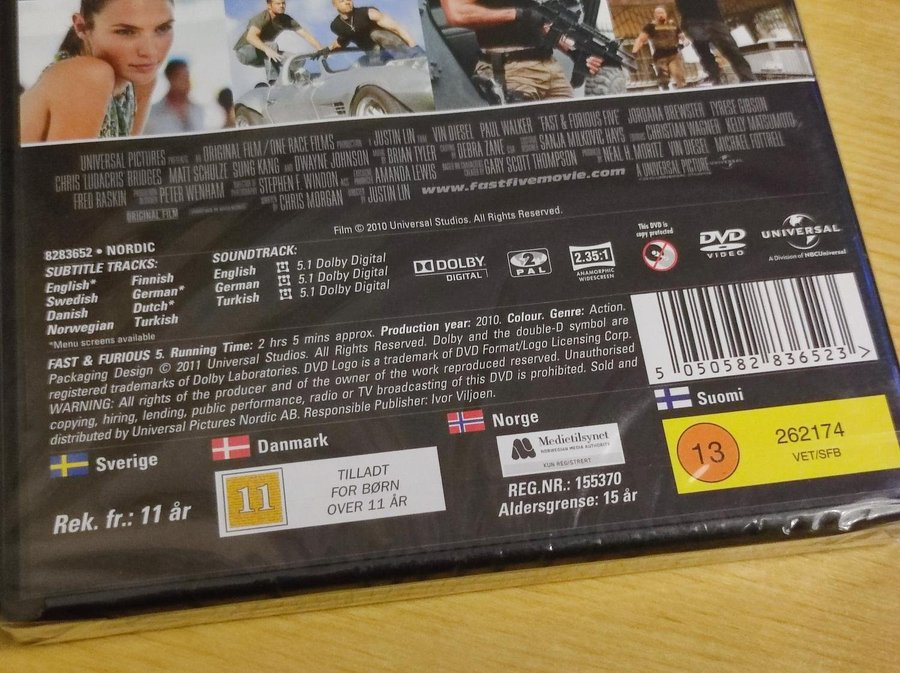 UNIVERSAL PICTURES PRESENTS AN ORIGINAL FILM / ONE RACE FILMS PRODUCTION A JUSTIN LIN FILM VIN DIESEL PAUL WALKER "FAST & FURIOUS FIVE" JORDANA BREWSTER TYRESE GIBSON
CHRIS "LUDACRIS" BRIDGES MATT SCHULZE SUNG KANG AND DWAYNE JOHNSON BRIAN TYLER DEBRA ZANE SANJA MILKOVIC HAYS CHRISTIAN WAGNER KELLY MATSUMOTO
FRED RASKIN PETER WENHAM STEPHEN F. WINDON AMANDA LEWIS GARY SCOTT THOMPSON NEAL H. MORITZ VIN DIESEL MICHAEL FOTTRELL
ORIGINAL FILM CHRIS MORGAN JUSTIN LIN www.fastfivemovie.com A UNIVERSAL PICTURE UNIVERSAL
Film © 2010 Universal Studios. All Rights Reserved.
8283652 • NORDIC
SUBTITLE TRACKS:
English* Finnish
Swedish German*
Danish Dutch*
Norwegian Turkish
*Menu screens available
SOUNDTRACK:
English 5.1 Dolby Digital
German 5.1 Dolby Digital
Turkish 5.1 Dolby Digital
DOLBY
DIGITAL
2
PAL
2.35:1
ANAMORPHIC
WIDESCREEN
This DVD is
copy protected
DVD
VIDEO
UNIVERSAL
A Division of NBCUniversal
FAST & FURIOUS 5. Running Time: 2 hrs 5 mins approx. Production year: 2010. Colour. Genre: Action.
Packaging Design © 2011 Universal Studios. All Rights Reserved. Dolby and the double-D symbol are
registered trademarks of Dolby Laboratories. DVD Logo is a trademark of DVD Format/Logo Licensing Corp.
WARNING: All rights of the producer and of the owner of the work reproduced reserved. Unauthorised
copying, hiring, lending, public performance, radio or TV broadcasting of this DVD is prohibited. Sold and
distributed by Universal Pictures Nordic AB. Responsible Publisher: Ivor Viljoen.
5 050582 836523 >
Sverige
Rek. fr.: 11 år
Danmark
11
TILLADT
FOR BØRN
OVER 11 ÅR
Norge
Medietilsynet
NORWEGIAN MEDIA AUTHORITY
KUN REGISTRERT
REG.NR.: 155370
Aldersgrense: 15 år
Suomi
13
262174
VET/SFB